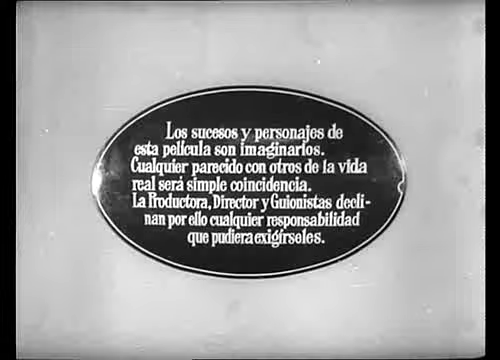 Los sucesos y personajes de
esta película son imaginarios.
Cualquier parecido con otros de la vida
real será simple coincidencia.
La Productora, Director y Guionistas decli-
nan por ello cualquier responsabilidad
que pudiera exigírseles.